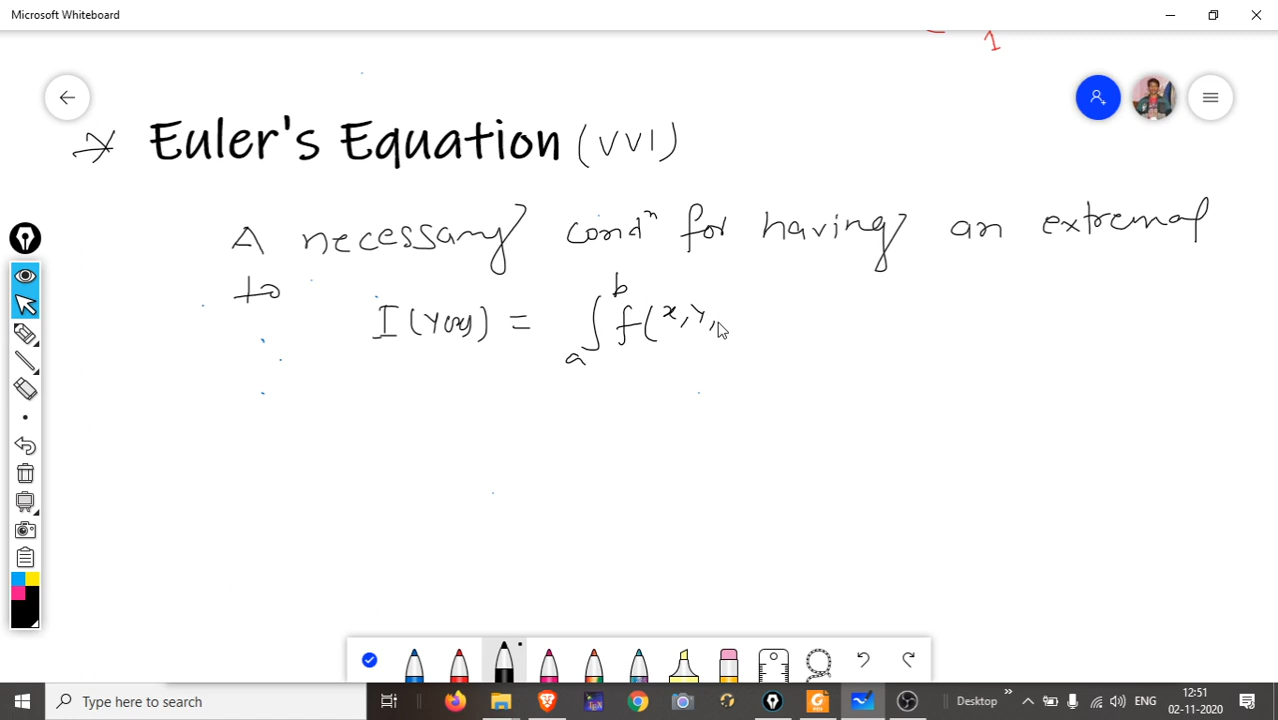 Microsoft Whiteboard
1
→ Euler's Equation (VVI)
A necessary condⁿ for having an extremal
to
I(y(x)) = ∫ₐᵇ f(x, y,
Type here to search
Desktop
ENG
12:51
02-11-2020